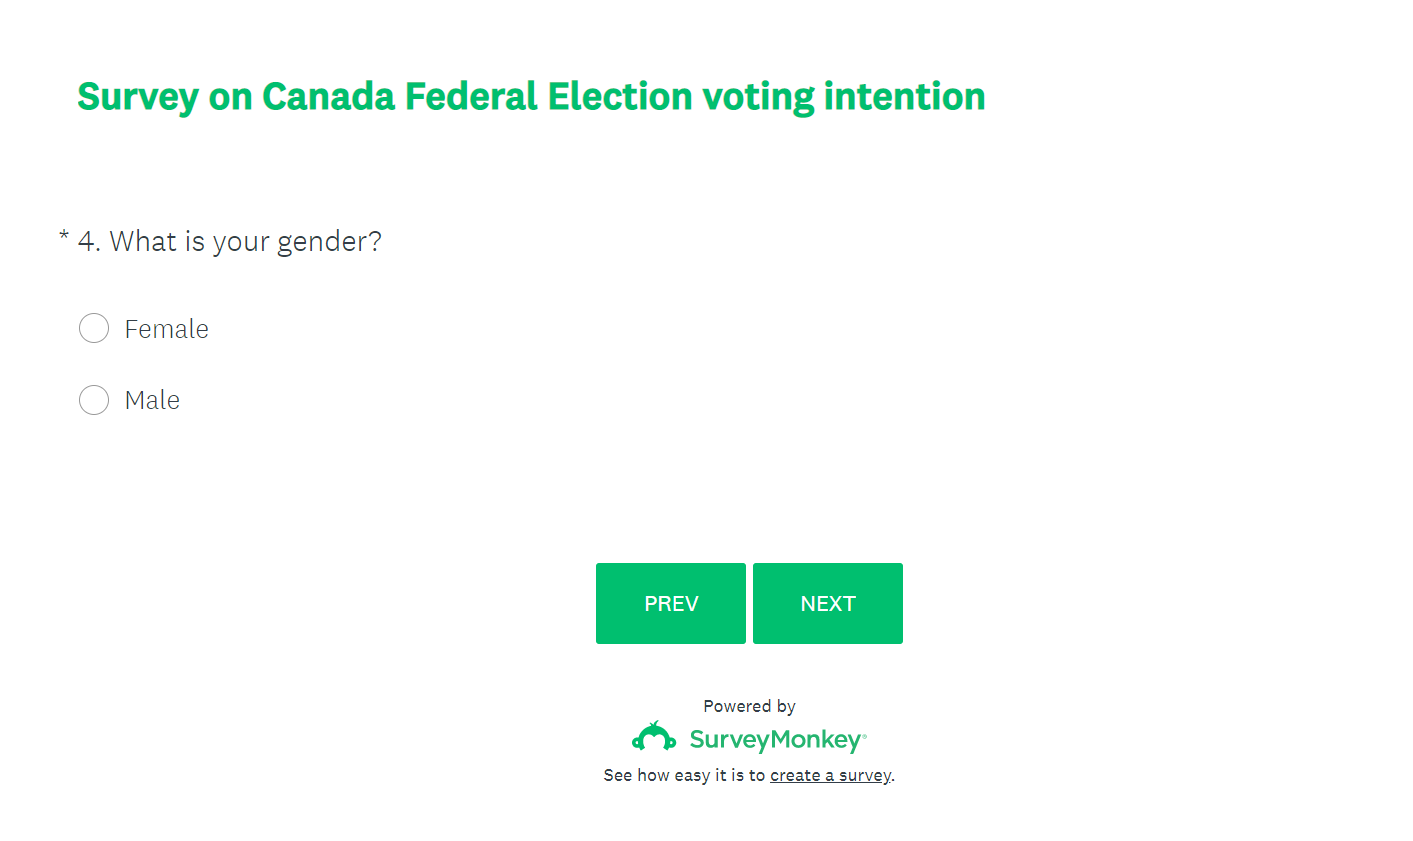 Survey on Canada Federal Election voting intention
* 4. What is your gender?
Female
Male
PREV NEXT
Powered by
SurveyMonkey®
See how easy it is to create a survey.